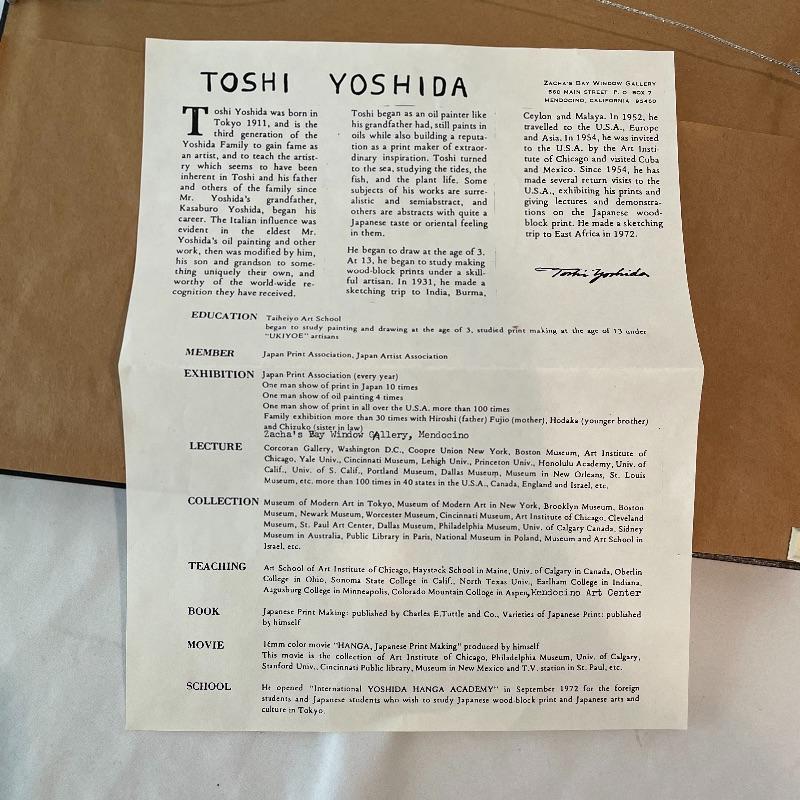 TOSHI YOSHIDA
ZACHA'S BAY WINDOW GALLERY
560 MAIN STREET P. O. BOX 7
MENDOCINO, CALIFORNIA 95460
Toshi Yoshida was born in
Tokyo 1911, and is the
third generation of the
Yoshida Family to gain fame as
an artist, and to teach the artist-
ry which seems to have been
inherent in Toshi and his father
and others of the family since
Mr. Yoshida's grandfather,
Kasaburo Yoshida, began his
career. The Italian influence was
evident in the eldest Mr.
Yoshida's oil painting and other
work, then was modified by him,
his son and grandson to some-
thing uniquely their own, and
worthy of the world-wide re-
cognition they have received.
Toshi began as an oil painter like
his grandfather had, still paints in
oils while also building a reputa-
tion as a print maker of extraor-
dinary inspiration. Toshi turned
to the sea, studying the tides, the
fish, and the plant life. Some
subjects of his works are surre-
alistic and semiabstract, and
others are abstracts with quite a
Japanese taste or oriental feeling
in them.
He began to draw at the age of 3.
At 13, he began to study making
wood-block prints under a skill-
ful artisan. In 1931, he made a
sketching trip to India, Burma,
Ceylon and Malaya. In 1952, he
travelled to the U.S.A., Europe
and Asia. In 1954, he was invited
to the U.S.A. by the Art Insti-
tute of Chicago and visited Cuba
and Mexico. Since 1954, he has
made several return visits to the
U.S.A., exhibiting his prints and
giving lectures and demonstra-
tions on the Japanese wood-
block print. He made a sketching
trip to East Africa in 1972.
Toshi Yoshida
EDUCATION Taiheiyo Art School
began to study painting and drawing at the age of 3, studied print making at the age of 13 under
"UKIYOE" artisans
MEMBER Japan Print Association, Japan Artist Association
EXHIBITION Japan Print Association (every year)
One man show of print in Japan 10 times
One man show of oil painting 4 times
One man show of print in all over the U.S.A. more than 100 times
Family exhibition more than 30 times with Hiroshi (father) Fujio (mother), Hodaka (younger brother)
and Chizuko (sister in law)
Zacha's Bay Window Gallery, Mendocino
LECTURE Corcoran Gallery, Washington D.C., Coopre Union New York, Boston Museum, Art Institute of
Chicago, Yale Univ., Cincinnati Museum, Lehigh Univ., Princeton Univ., Honolulu Academy, Univ. of
Calif., Univ. of S. Calif., Portland Museum, Dallas Museum, Museum in New Orleans, St. Louis
Museum, etc. more than 100 times in 40 states in the U.S.A., Canada, England and Israel, etc.
COLLECTION Museum of Modern Art in Tokyo, Museum of Modern Art in New York, Brooklyn Museum, Boston
Museum, Newark Museum, Worcester Museum, Cincinnati Museum, Art Institute of Chicago, Cleveland
Museum, St. Paul Art Center, Dallas Museum, Philadelphia Museum, Univ. of Calgary Canada, Sidney
Museum in Australia, Public Library in Paris, National Museum in Poland, Museum and Art School in
Israel, etc.
TEACHING Art School of Art Institute of Chicago, Haystack School in Maine, Univ. of Calgary in Canada, Oberlin
College in Ohio, Sonoma State College in Calif., North Texas Univ., Earlham College in Indiana,
Augusburg College in Minneapolis, Colorado Mountain Colloge in Aspen, Mendocino Art Center
BOOK Japanese Print Making: published by Charles E.Tuttle and Co., Varieties of Japanese Print: published
by himself
MOVIE 16mm color movie "HANGA, Japanese Print Making" produced by himself
This movie is the collection of Art Institute of Chicago, Philadelphia Museum, Univ. of Calgary,
Stanford Univ., Cincinnati Public library, Museum in New Mexico and T.V. station in St. Paul, etc.
SCHOOL He opened "International YOSHIDA HANGA ACADEMY" in September 1972 for the foreign
students and Japanese students who wish to study Japanese wood-block print and Japanese arts and
culture in Tokyo.